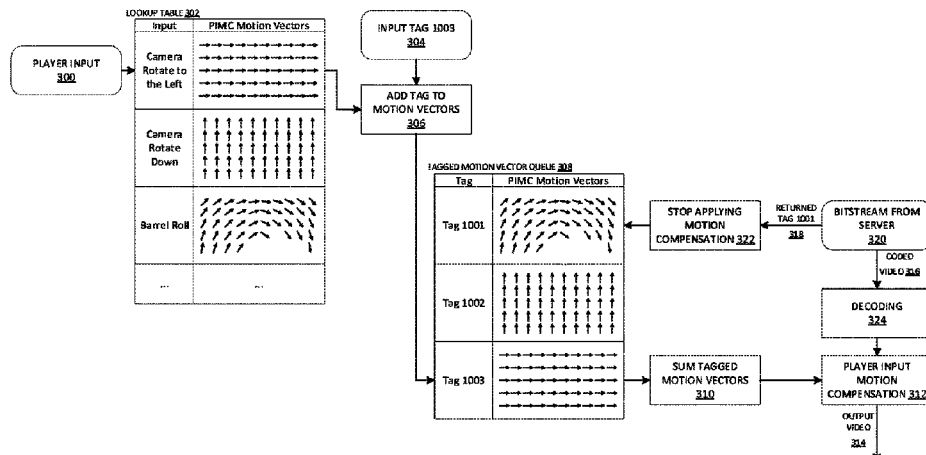 LOOKUP TABLE 302
Input
PIMC Motion Vectors
PLAYER INPUT
300
Camera
Rotate to
the Left
Camera
Rotate
Down
Barrel Roll
...
...
INPUT TAG 1003
304
ADD TAG TO
MOTION VECTORS
306
TAGGED MOTION VECTOR QUEUE 308
Tag
PIMC Motion Vectors
Tag 1001
Tag 1002
Tag 1003
STOP APPLYING
MOTION
COMPENSATION 322
RETURNED
TAG 1001
318
BITSTREAM FROM
SERVER
320
CODED
VIDEO 316
DECODING
324
SUM TAGGED
MOTION VECTORS
310
PLAYER INPUT
MOTION
COMPENSATION 312
OUTPUT
VIDEO
314